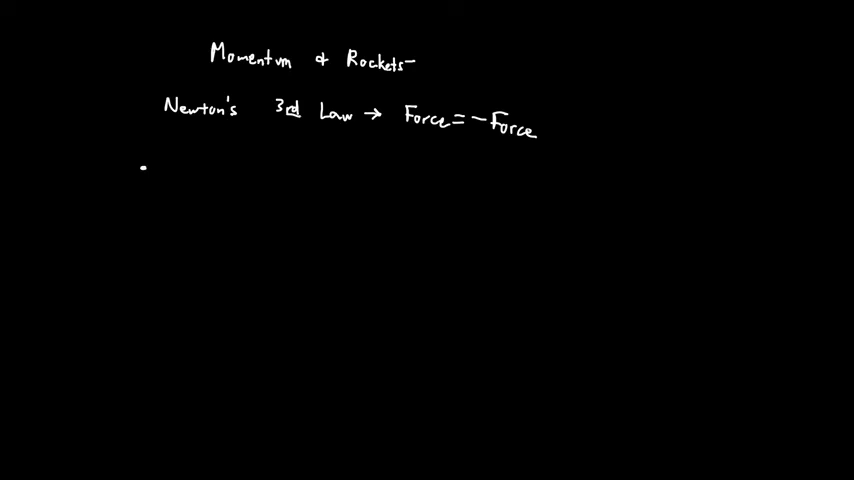 Momentum & Rockets-
Newton's 3rd Law → Force = -Force